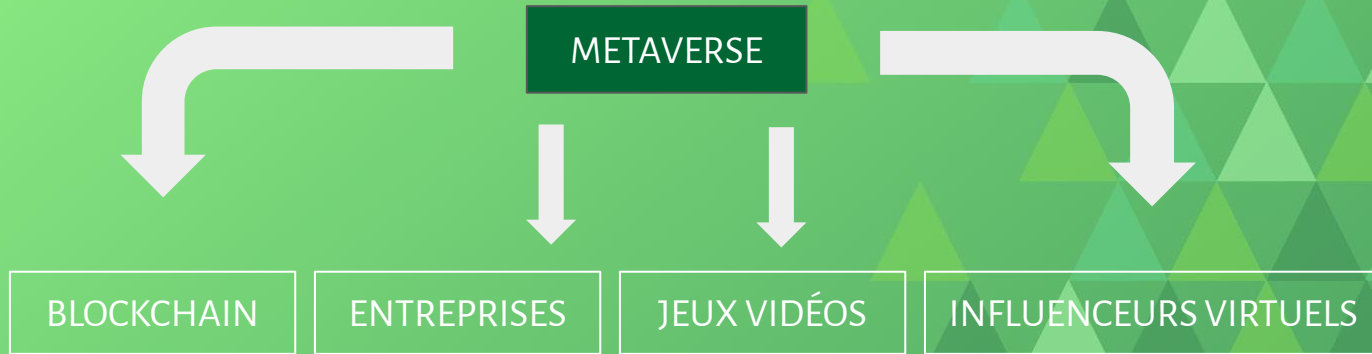 METAVERSE
BLOCKCHAIN
ENTREPRISES
JEUX VIDÉOS
INFLUENCEURS VIRTUELS